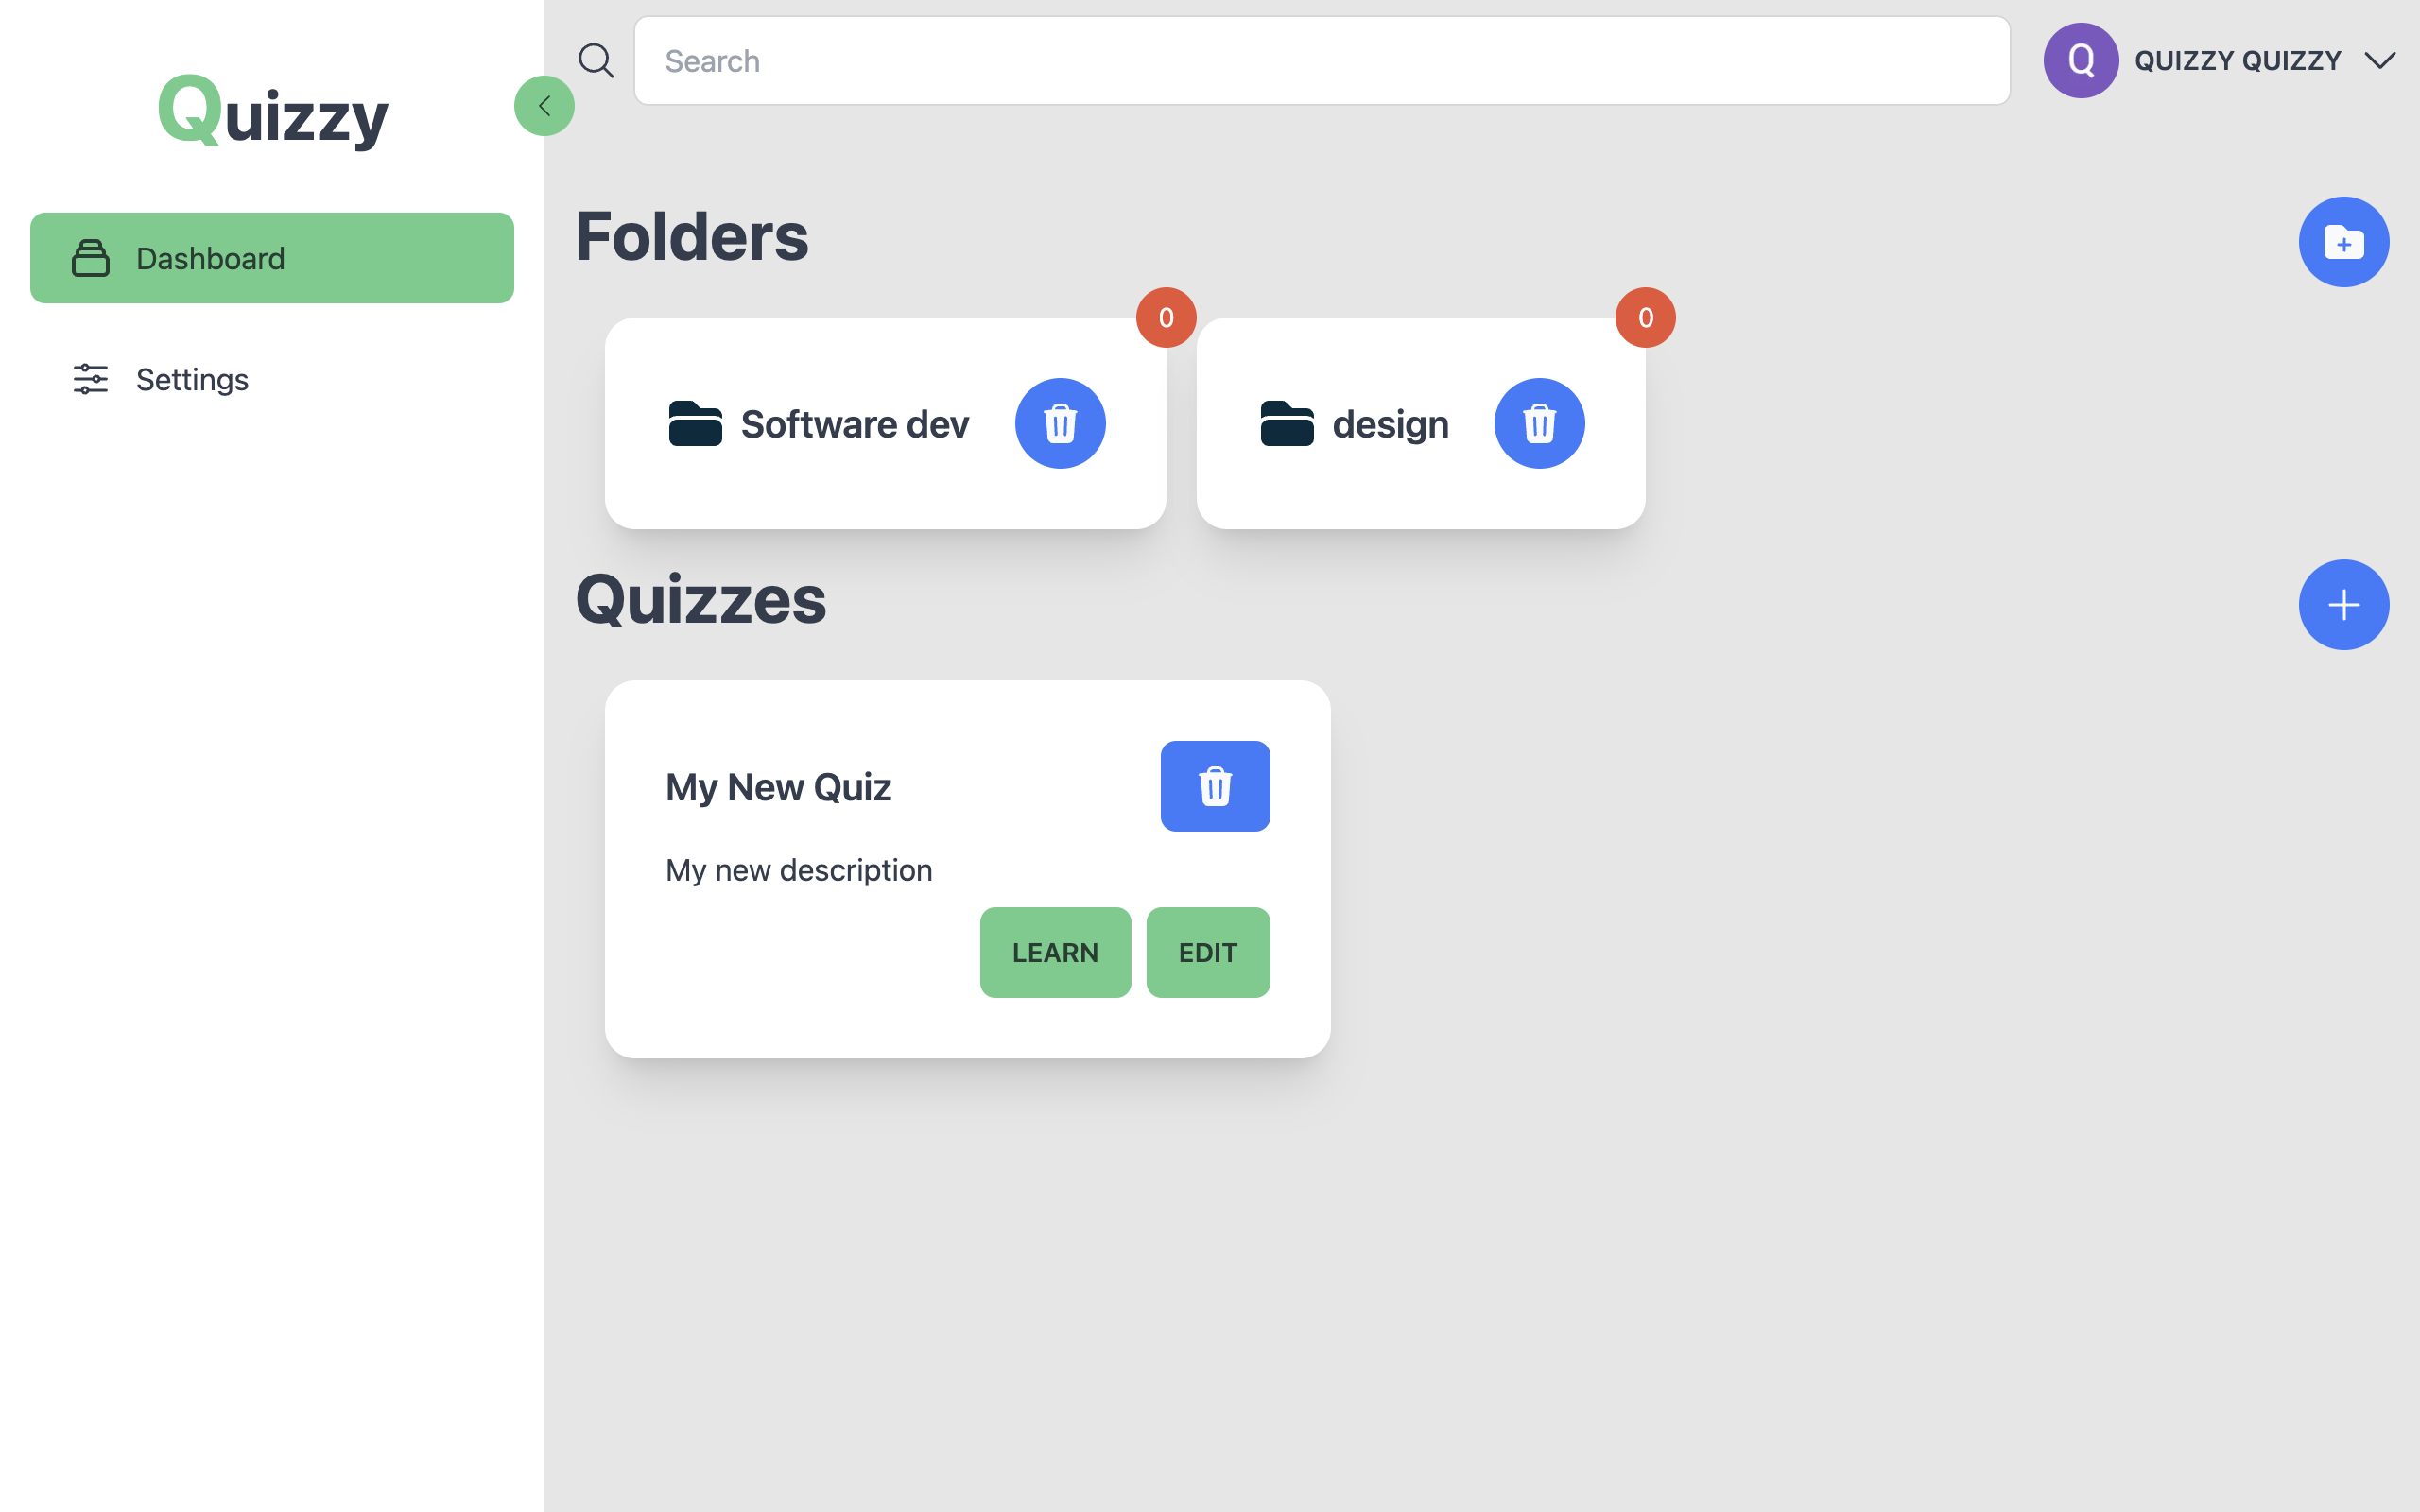 Quizzy
Search
Q QUIZZY QUIZZY
Dashboard
Settings
Folders
0
0
Software dev
design
Quizzes
My New Quiz
My new description
LEARN EDIT